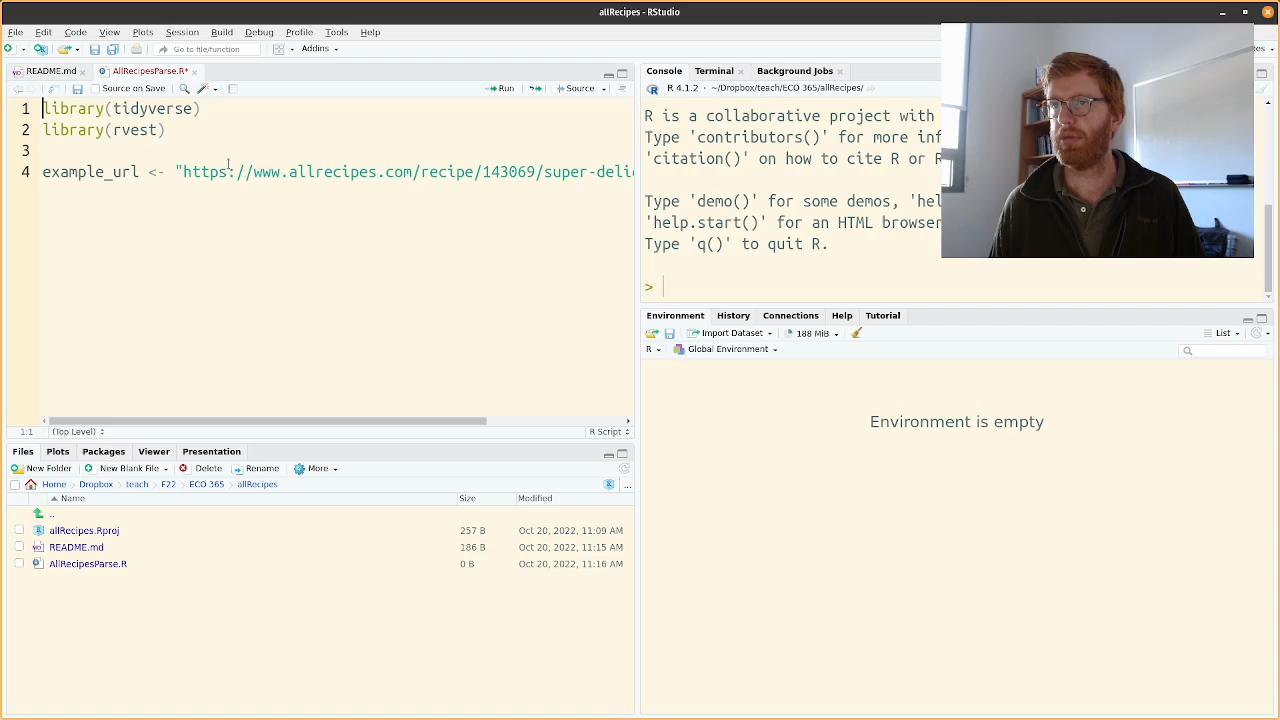 allRecipes - RStudio
File Edit Code View Plots Session Build Debug Profile Tools Help
Go to file/function Addins
README.md AllRecipesParse.R*
Source on Save Run Source
1 library(tidyverse)
2 library(rvest)
3
4 example_url <- "https://www.allrecipes.com/recipe/143069/super-deli
1:1 (Top Level) R Script
Files Plots Packages Viewer Presentation
New Folder New Blank File Delete Rename More
Home Dropbox teach F22 ECO 365 allRecipes
Name Size Modified
..
allRecipes.Rproj 257 B Oct 20, 2022, 11:09 AM
README.md 186 B Oct 20, 2022, 11:15 AM
AllRecipesParse.R 0 B Oct 20, 2022, 11:16 AM
Console Terminal Background Jobs
R 4.1.2 · ~/Dropbox/teach/ECO 365/allRecipes/
R is a collaborative project with
Type 'contributors()' for more inf
'citation()' on how to cite R or R
Type 'demo()' for some demos, 'hel
'help.start()' for an HTML browser
Type 'q()' to quit R.
>
Environment History Connections Help Tutorial
Import Dataset 188 MiB List
R Global Environment
Environment is empty